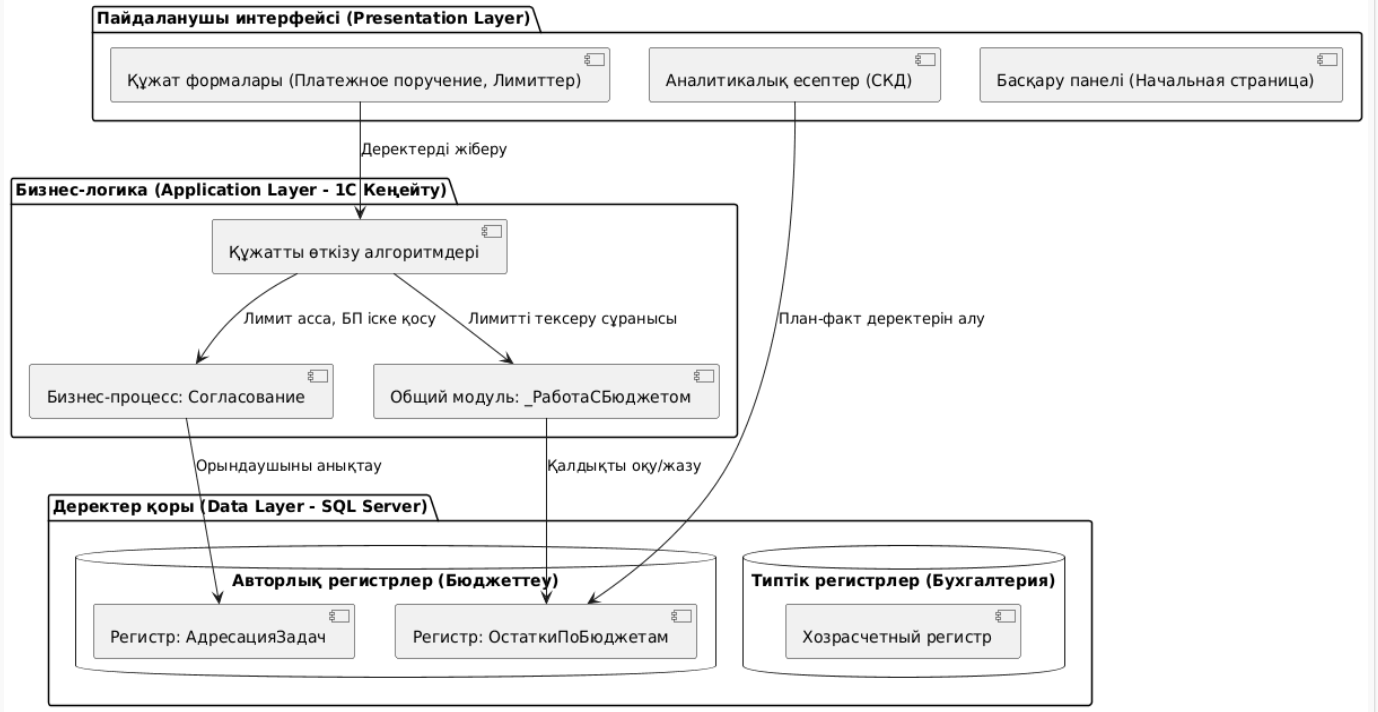 Пайдаланушы интерфейсі (Presentation Layer)
Құжат формалары (Платежное поручение, Лимиттер)
Аналитикалық есептер (СКД)
Басқару панелі (Начальная страница)
Деректерді жіберу
Бизнес-логика (Application Layer - 1С Кеңейту)
Құжатты өткізу алгоритмдері
Лимит асса, БП іске қосу
Лимитті тексеру сұранысы
План-факт деректерін алу
Бизнес-процесс: Согласование
Общий модуль: _РаботаСБюджетом
Орындаушыны анықтау
Қалдықты оқу/жазу
Деректер қоры (Data Layer - SQL Server)
Авторлық регистрлер (Бюджеттеу)
Типтік регистрлер (Бухгалтерия)
Регистр: АдресацияЗадач
Регистр: ОстаткиПоБюджетам
Хозрасчетный регистр